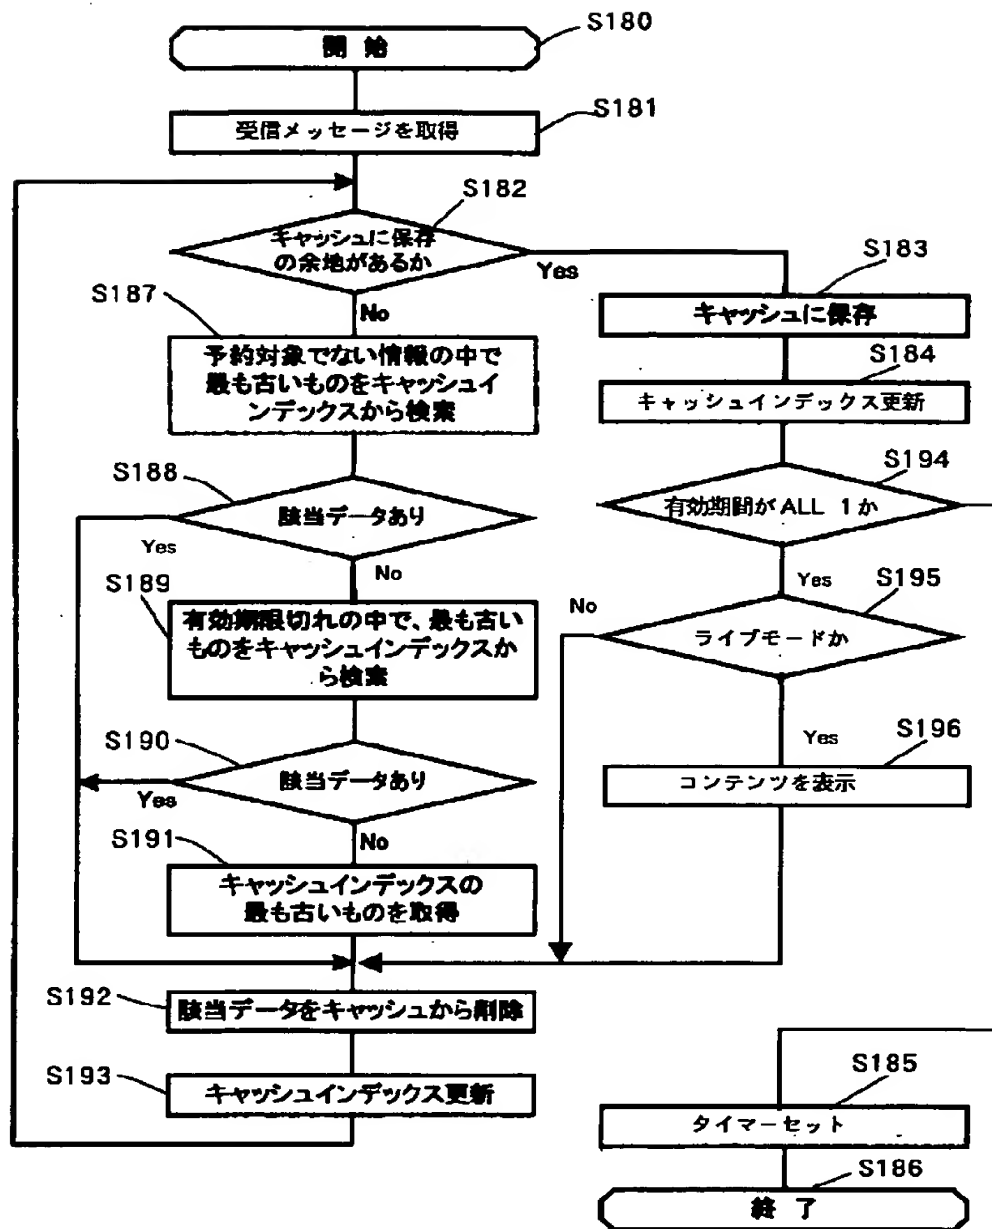 S180
開 始
S181
受信メッセージを取得
S182
キャッシュに保存
の余地があるか
Yes
No
S187
予約対象でない情報の中で
最も古いものをキャッシュイ
ンデックスから検索
S188
該当データあり
Yes
No
S189
有効期限切れの中で、最も古い
ものをキャッシュインデックスか
ら検索
S190
該当データあり
Yes
No
S191
キャッシュインデックスの
最も古いものを取得
S192
該当データをキャッシュから削除
S193
キャッシュインデックス更新
S183
キャッシュに保存
S184
キャッシュインデックス更新
S194
有効期間がALL 1か
Yes
S195
No
ライブモードか
Yes
S196
コンテンツを表示
S185
タイマーセット
S186
終 了